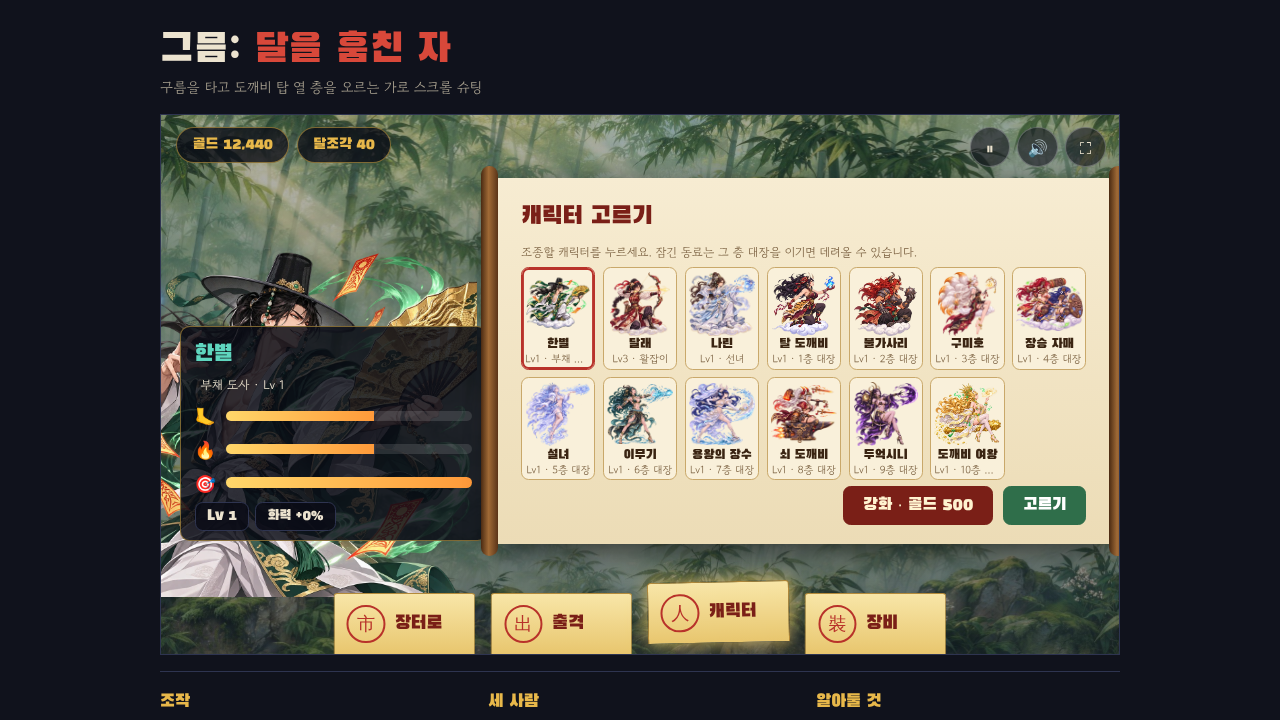 그믐: 달을 훔친 자
구름을 타고 도깨비 탑 열 층을 오르는 가로 스크롤 슈팅
골드 12,440
달조각 40
캐릭터 고르기
조종할 캐릭터를 누르세요. 잠긴 동료는 그 층 대장을 이기면 데려올 수 있습니다.
한별
Lv1 · 부채 ...
달래
Lv3 · 활잡이
나린
Lv1 · 선녀
탈 도깨비
Lv1 · 1층 대장
불가사리
Lv1 · 2층 대장
구미호
Lv1 · 3층 대장
장승 자매
Lv1 · 4층 대장
설녀
Lv1 · 5층 대장
이무기
Lv1 · 6층 대장
용왕의 장수
Lv1 · 7층 대장
쇠 도깨비
Lv1 · 8층 대장
두억시니
Lv1 · 9층 대장
도깨비 여왕
Lv1 · 10층 ...
한별
부채 도사 · Lv 1
Lv 1
화력 +0%
강화 · 골드 500
고르기
市 장터로
出 출격
人 캐릭터
裝 장비
조작
세 사람
알아둘 것